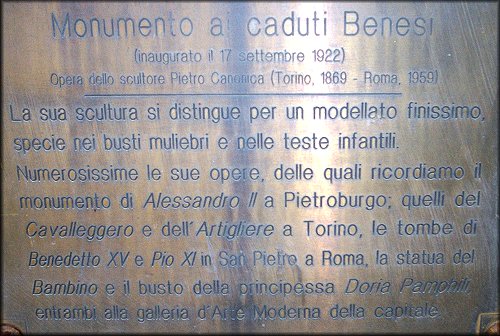 Monumento ai caduti Benesi
(inaugurato il 17 settembre 1922)
Opera dello scultore Pietro Canonica (Torino, 1869 - Roma, 1959)
La sua scultura si distingue per un modellato finissimo,
specie nei busti muliebri e nelle teste infantili.
Numerosissime le sue opere, delle quali ricordiamo il
monumento di Alessandro II a Pietroburgo; quelli del
Cavalleggero e dell'Artigliere a Torino, le tombe di
Benedetto XV e Pio XI in San Pietro a Roma, la statua del
Bambino e il busto della principessa Doria Pamphili,
entrambi alla galleria d'Arte Moderna della capitale.